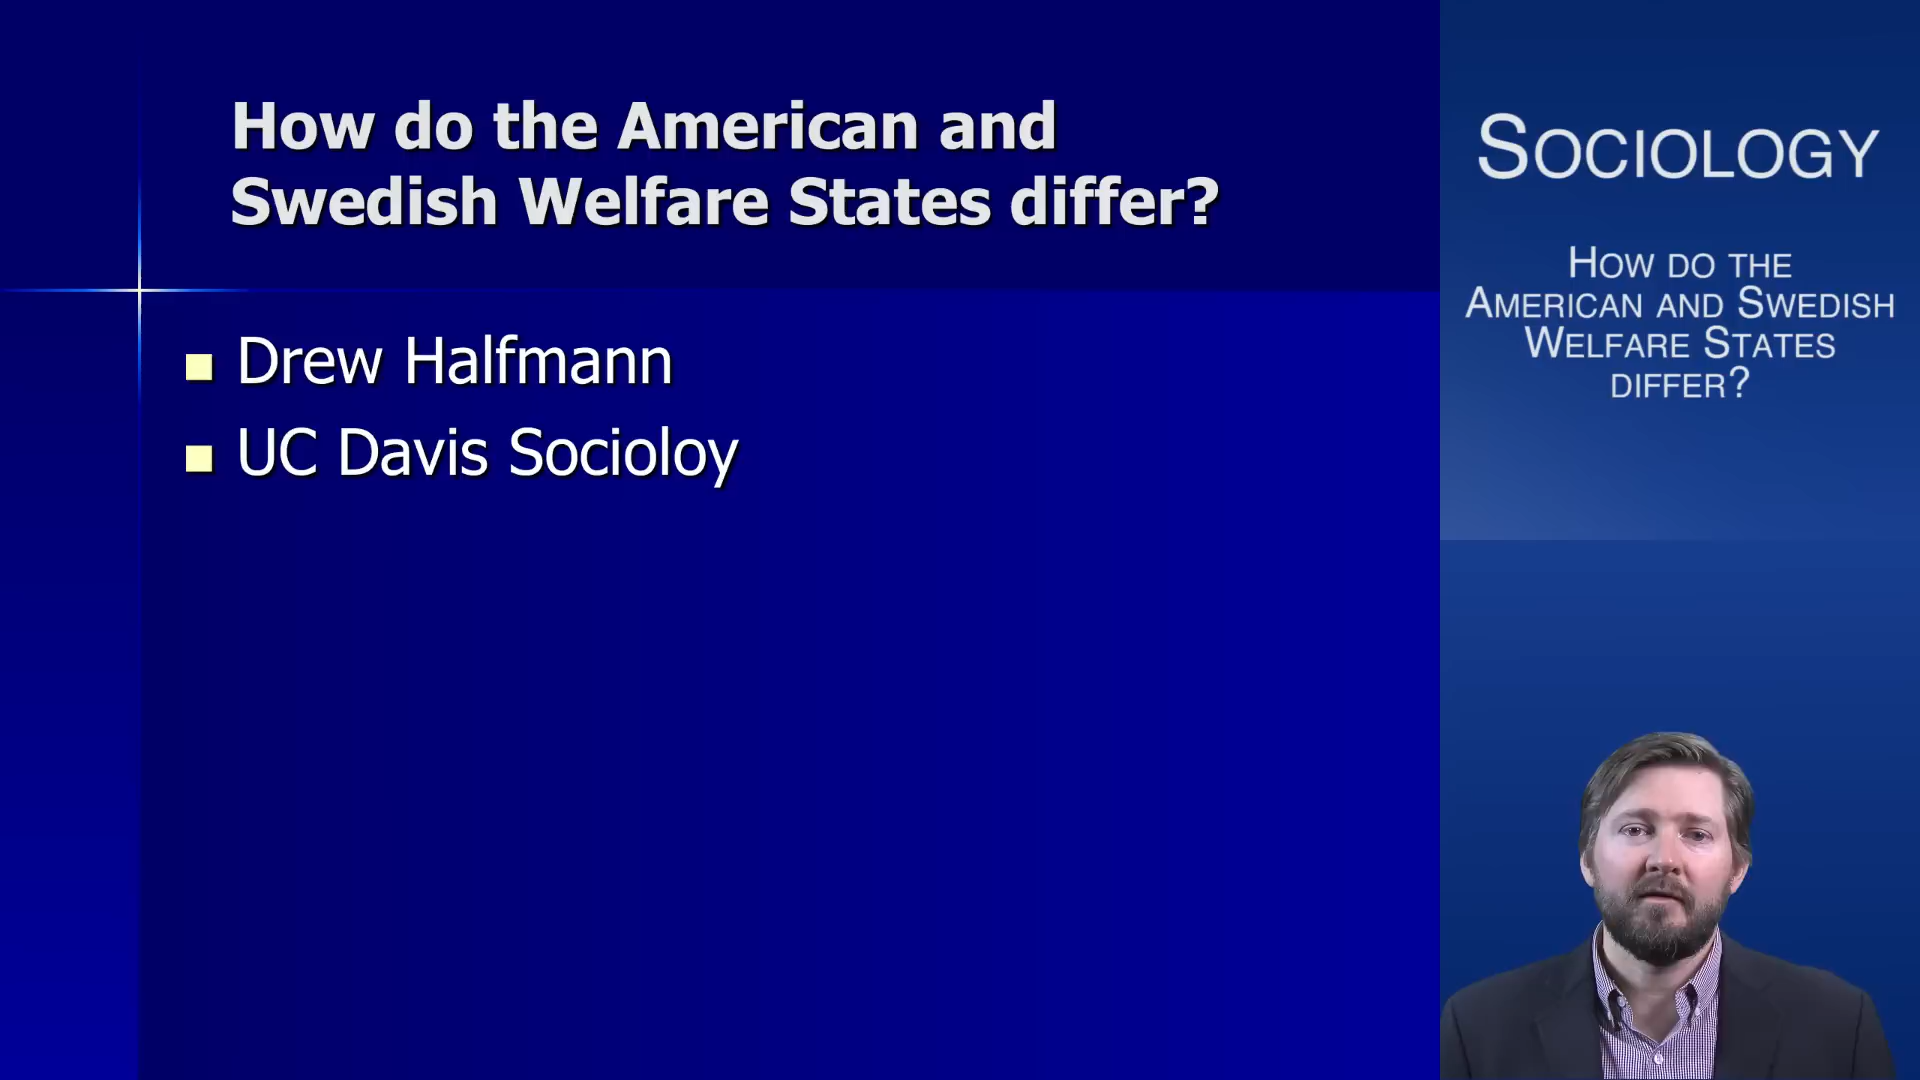 How do the American and
Swedish Welfare States differ?
Drew Halfmann
UC Davis Socioloy
SOCIOLOGY
HOW DO THE
AMERICAN AND SWEDISH
WELFARE STATES
DIFFER?